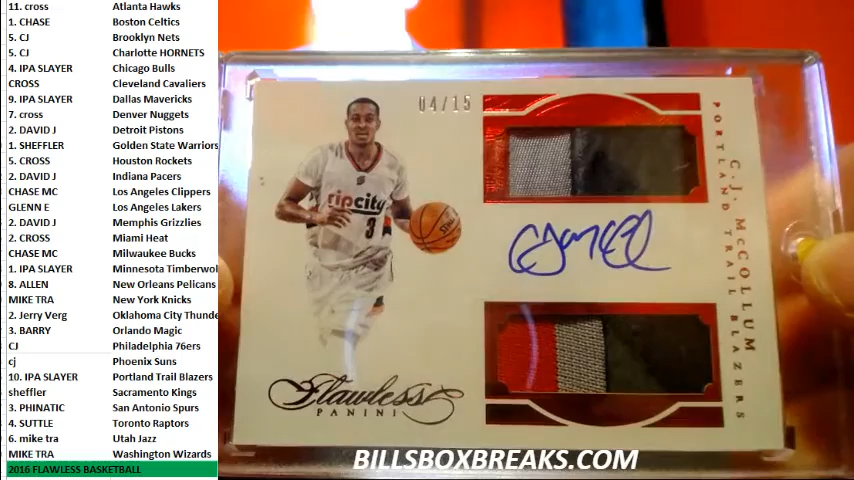 11. cross Atlanta Hawks
1. CHASE Boston Celtics
5. CJ Brooklyn Nets
5. CJ Charlotte HORNETS
4. IPA SLAYER Chicago Bulls
CROSS Cleveland Cavaliers
9. IPA SLAYER Dallas Mavericks
7. cross Denver Nuggets
2. DAVID J Detroit Pistons
1. SHEFFLER Golden State Warriors
5. CROSS Houston Rockets
2. DAVID J Indiana Pacers
CHASE MC Los Angeles Clippers
GLENN E Los Angeles Lakers
2. DAVID J Memphis Grizzlies
2. CROSS Miami Heat
CHASE MC Milwaukee Bucks
1. IPA SLAYER Minnesota Timberwol
8. ALLEN New Orleans Pelicans
MIKE TRA New York Knicks
2. Jerry Verg Oklahoma City Thunde
3. BARRY Orlando Magic
CJ Philadelphia 76ers
cj Phoenix Suns
10. IPA SLAYER Portland Trail Blazers
sheffler Sacramento Kings
3. PHINATIC San Antonio Spurs
4. SUTTLE Toronto Raptors
6. mike tra Utah Jazz
MIKE TRA Washington Wizards
2016 FLAWLESS BASKETBALL
04/15
ripcity
3
C.J. McCOLLUM
PORTLAND TRAIL BLAZERS
Flawless
PANINI
BILLSBOXBREAKS.COM